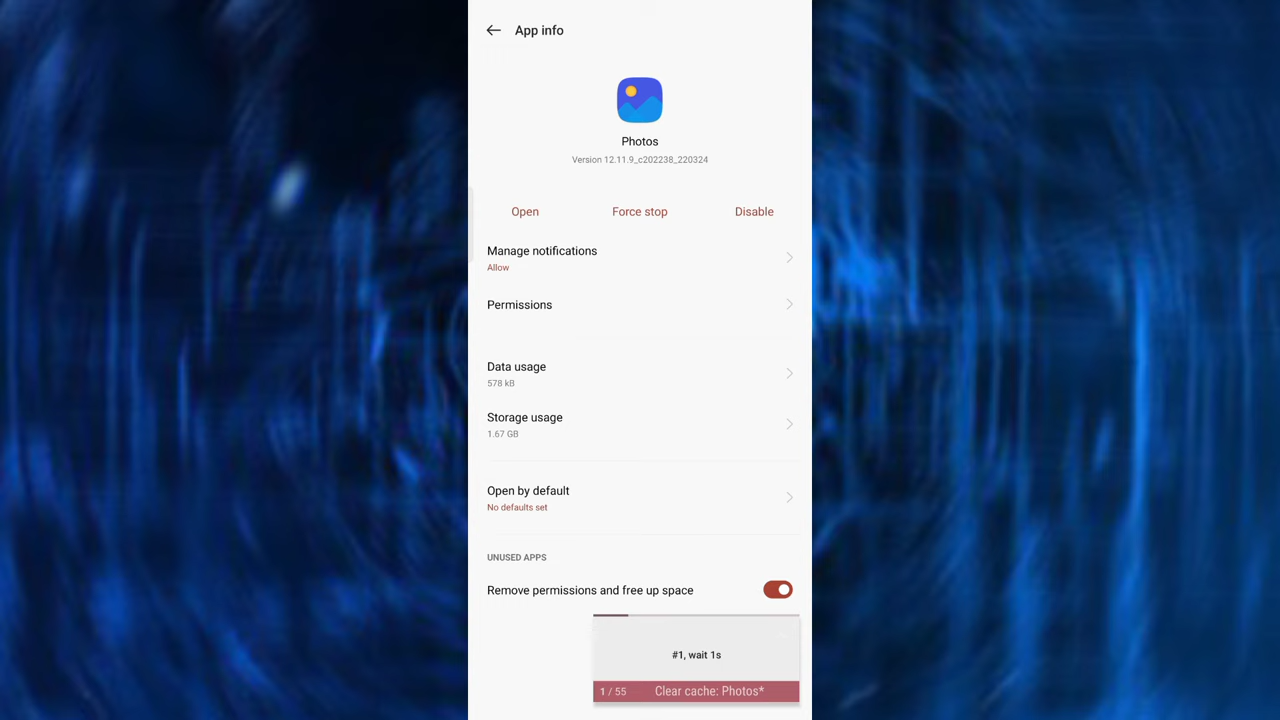 App info
Photos
Version 12.11.9_c202238_220324
Open
Force stop
Disable
Manage notifications
Allow
Permissions
Data usage
578 kB
Storage usage
1.67 GB
Open by default
No defaults set
UNUSED APPS
Remove permissions and free up space
#1, wait 1s
1 / 55
Clear cache: Photos*